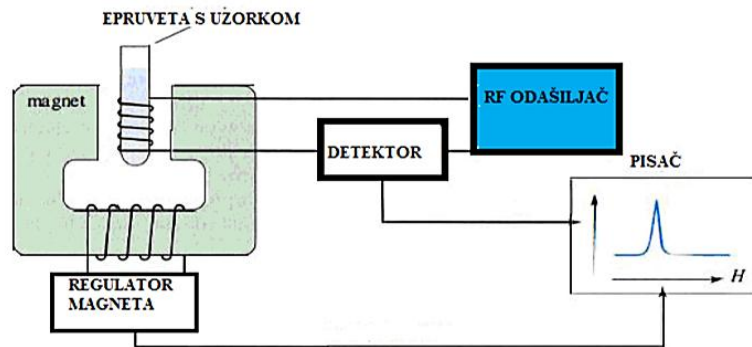 EPRUVETA S UZORKOM
magnet
RF ODAŠILJAČ
DETEKTOR
PISAČ
H
REGULATOR
MAGNETA